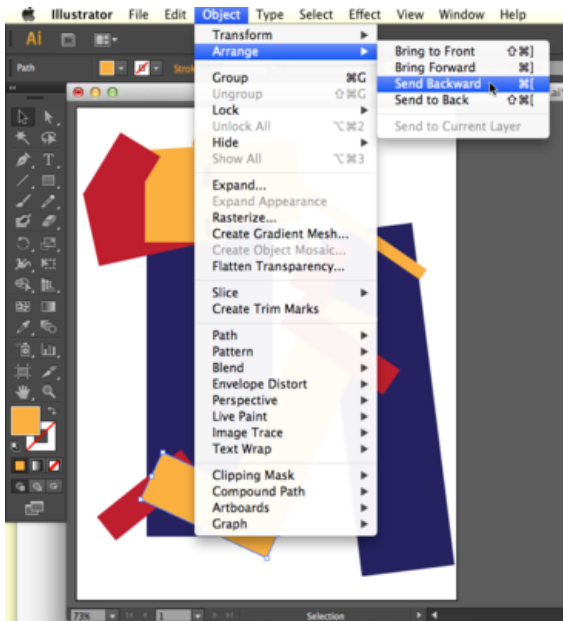 Illustrator File Edit Object Type Select Effect View Window Help
Ai
Path
Transform
Arrange
Bring to Front ⇧⌘]
Bring Forward ⌘]
Send Backward ⌘[
Send to Back ⇧⌘[
Send to Current Layer
Group ⌘G
Ungroup ⇧⌘G
Lock
Unlock All ⌥⌘2
Hide
Show All ⌥⌘3
Expand...
Expand Appearance
Rasterize...
Create Gradient Mesh...
Create Object Mosaic...
Flatten Transparency...
Slice
Create Trim Marks
Path
Pattern
Blend
Envelope Distort
Perspective
Live Paint
Image Trace
Text Wrap
Clipping Mask
Compound Path
Artboards
Graph
73% 1 Selection